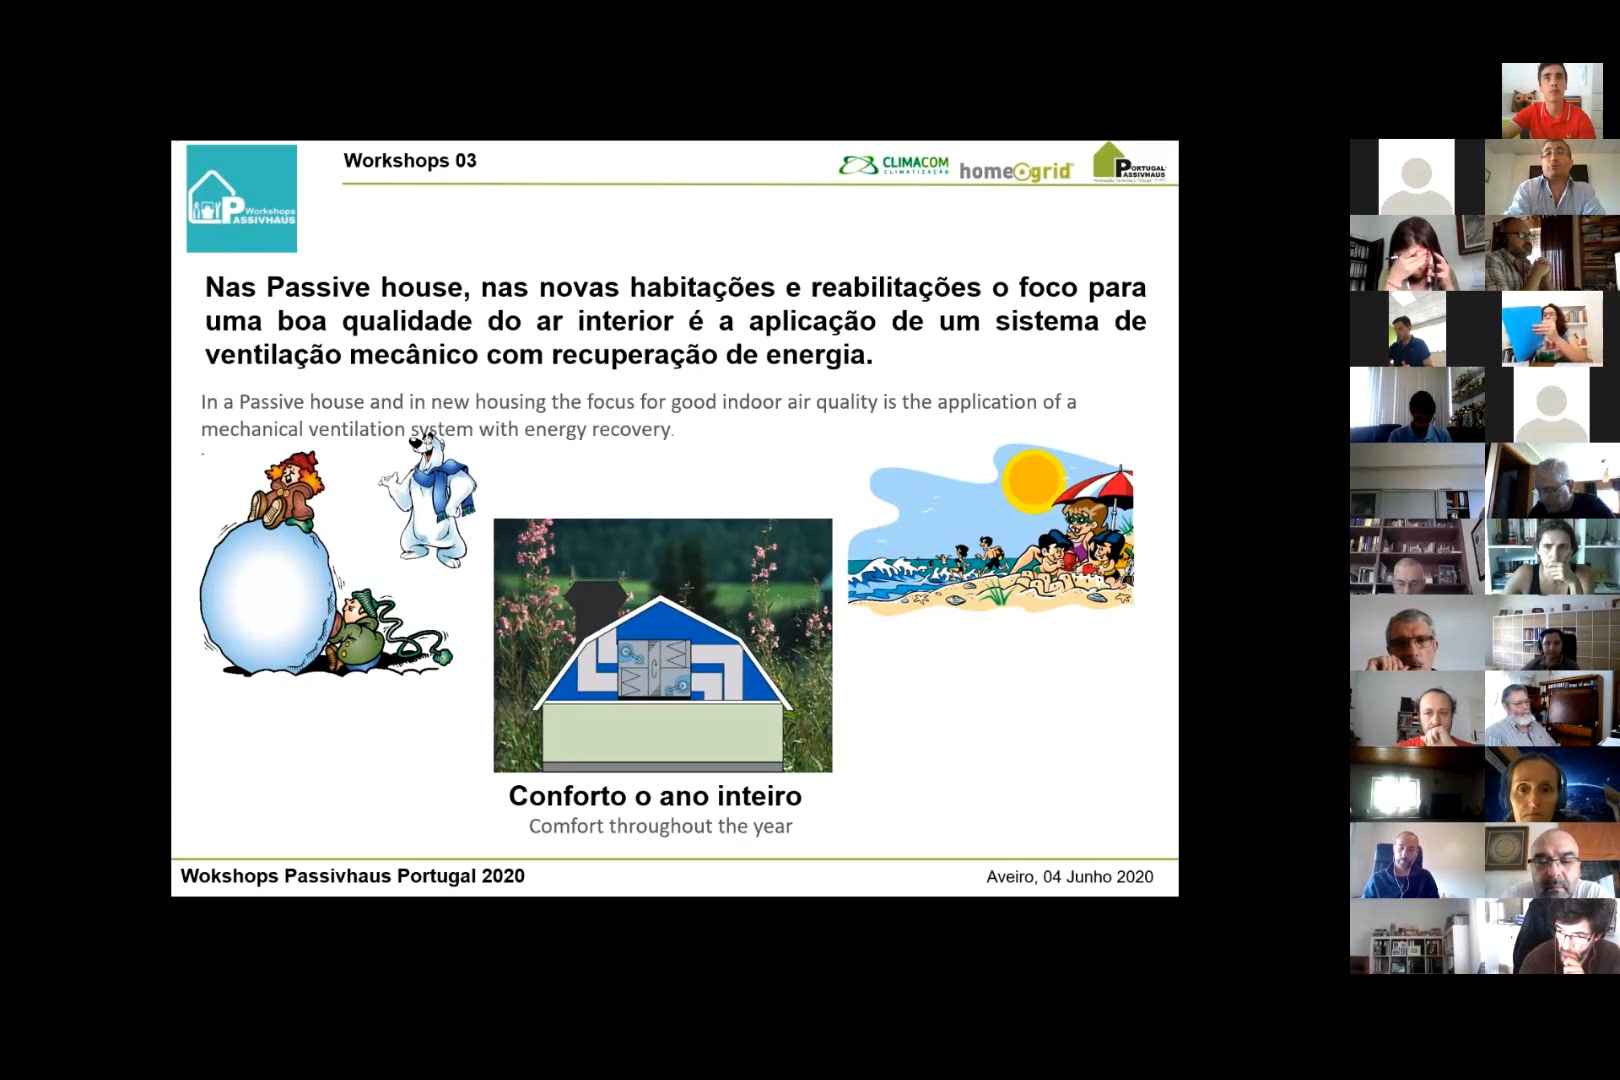 Workshops 03
CLIMACOM
CLIMATIZAÇÃO
homegrid
PORTUGAL
PASSIVHAUS
Workshops
PASSIVHAUS
Nas Passive house, nas novas habitações e reabilitações o foco para
uma boa qualidade do ar interior é a aplicação de um sistema de
ventilação mecânico com recuperação de energia.
In a Passive house and in new housing the focus for good indoor air quality is the application of a
mechanical ventilation system with energy recovery.
.
Conforto o ano inteiro
Comfort throughout the year
Wokshops Passivhaus Portugal 2020
Aveiro, 04 Junho 2020